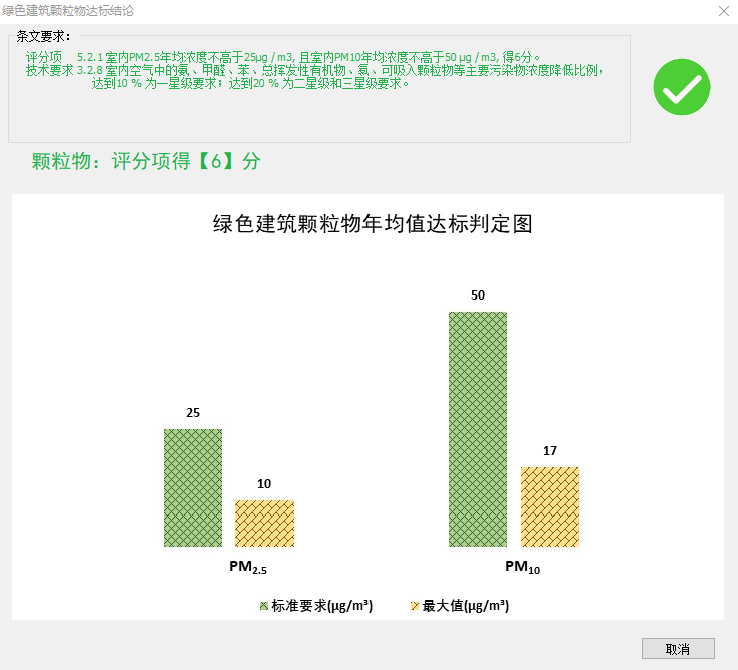 绿色建筑颗粒物达标结论
条文要求：
评分项 5.2.1 室内PM2.5年均浓度不高于25μg / m3, 且室内PM10年均浓度不高于50 μg / m3, 得6分。
技术要求 3.2.8 室内空气中的氨、甲醛、苯、总挥发性有机物、氡、可吸入颗粒物等主要污染物浓度降低比例，
达到10 % 为一星级要求；达到20 % 为二星级和三星级要求。
颗粒物：评分项得【6】分
绿色建筑颗粒物年均值达标判定图
50
25
17
10
PM2.5 PM10
标准要求(μg/m³) 最大值(μg/m³)
取消